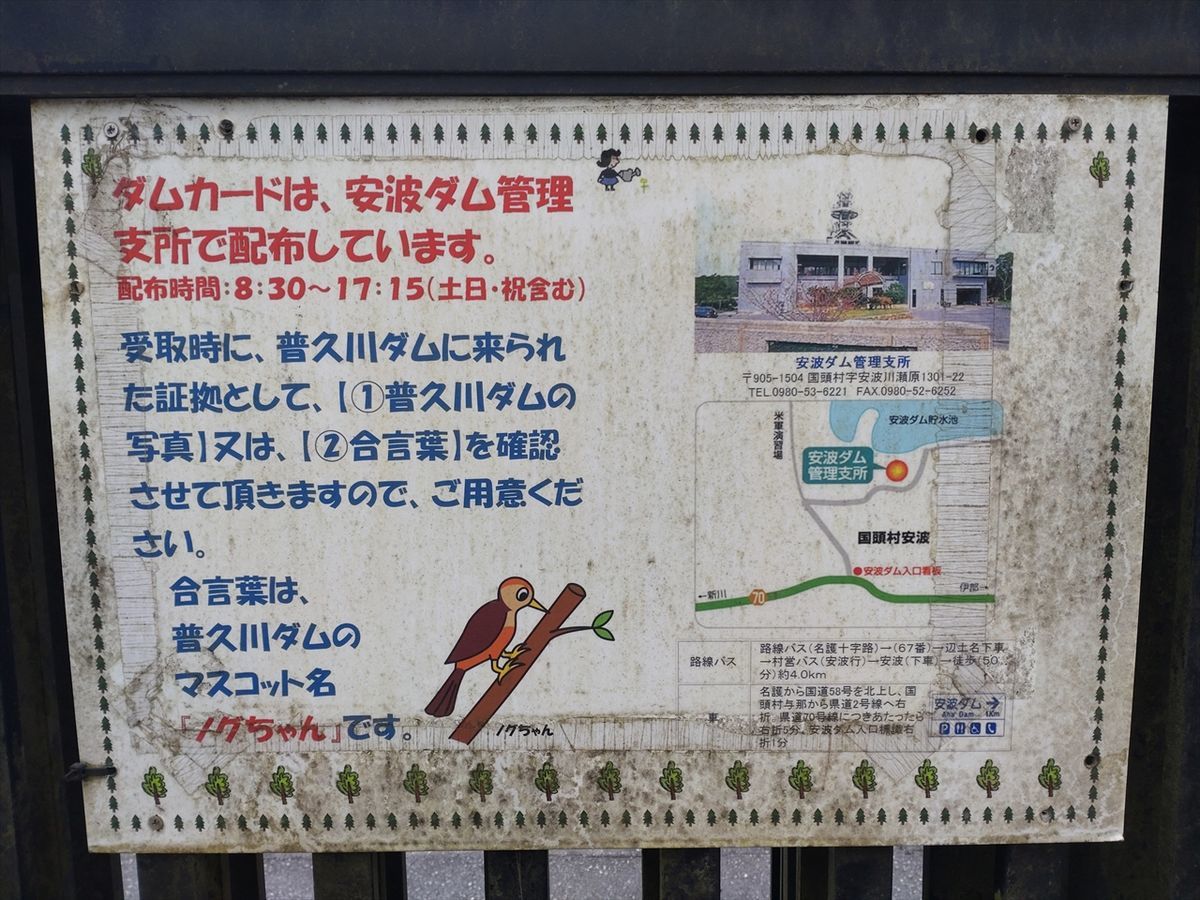 ダムカードは、安波ダム管理
支所で配布しています。
配布時間：8：30～17：15（土日・祝含む）
受取時に、普久川ダムに来られ
た証拠として、【①普久川ダムの
写真】又は、【②合言葉】を確認
させて頂きますので、ご用意くだ
さい。
合言葉は、
普久川ダムの
マスコット名
『ノグちゃん』です。
ノグちゃん
安波ダム管理支所
〒905-1504 国頭村字安波川瀬原1301-22
TEL.0980-53-6221 FAX.0980-52-6252
米軍演習場
安波ダム貯水池
安波ダム
管理支所
国頭村安波
安波ダム入口看板
←新川
70
伊部→
路線バス
路線バス（名護十字路）→（67番）→辺土名下車
→村営バス（安波行）→安波（下車）→徒歩（50
分）約4.0km
車
名護から国道58号を北上し、国
頭村与那から県道2号線へ右
折。県道70号線につきあたったら
右折5分。安波ダム入口標識右
折1分
安波ダム→
Aha Dam 1km
P